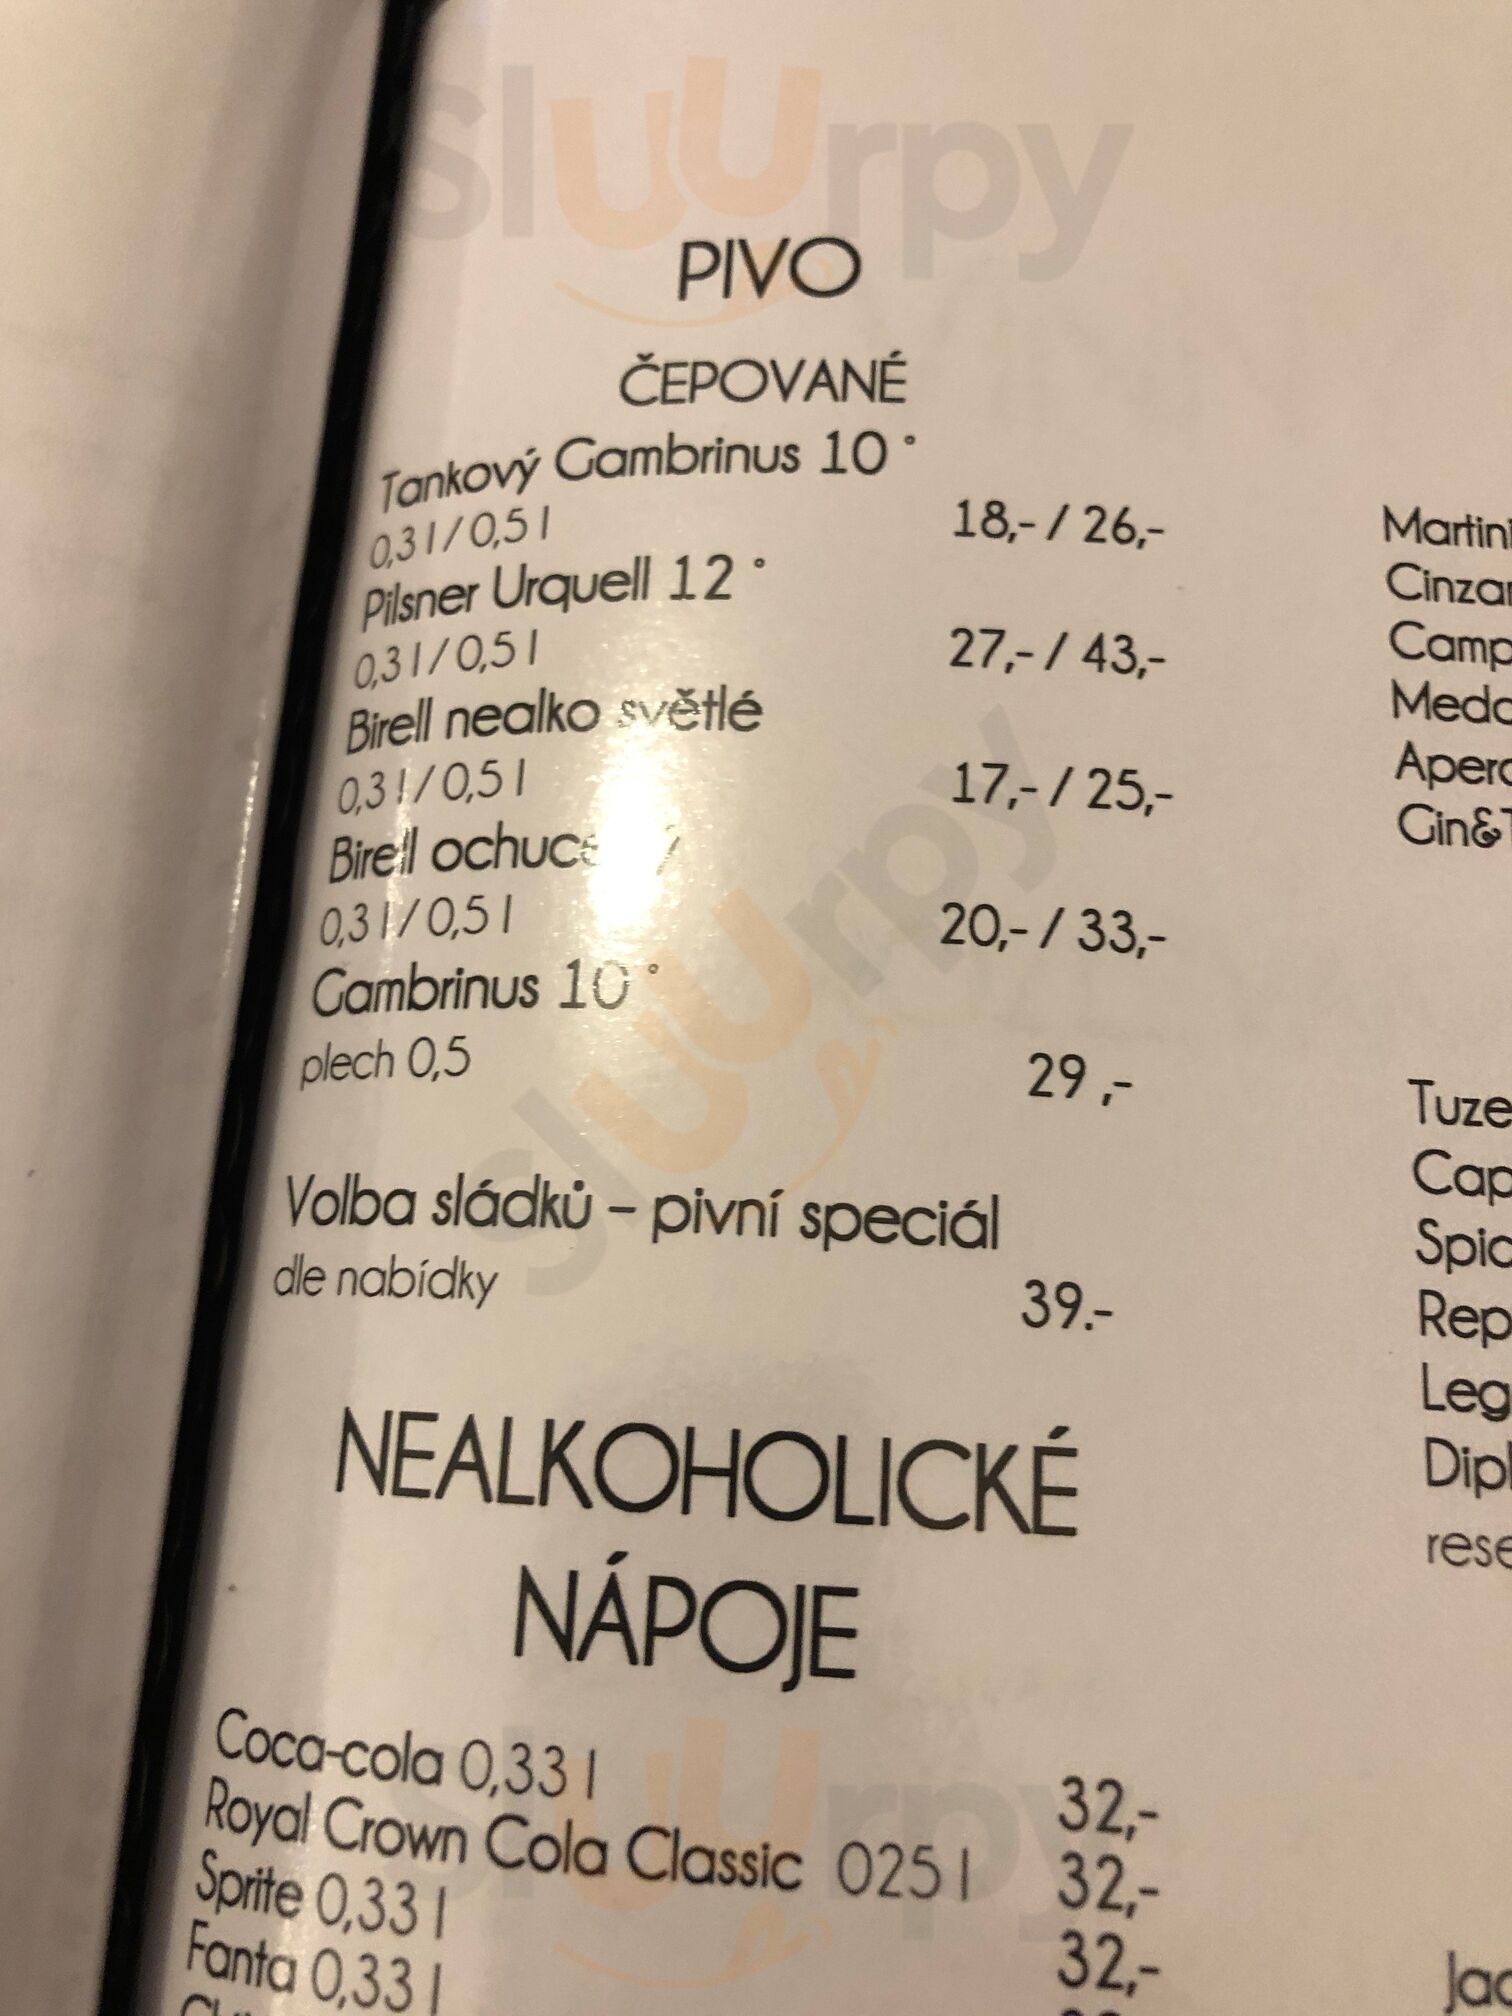 sluurpy
PIVO
ČEPOVANÉ
Tankový Gambrinus 10°
0,3 l / 0,5 l 18,- / 26,-
Pilsner Urquell 12°
0,3 l / 0,5 l 27,- / 43,-
Birell nealko světlé
0,3 l / 0,5 l 17,- / 25,-
Birell
0,3 l / 0,5 l 20,- / 33,-
Gambrinus 10°
plech 0,5 29 ,-
Volba sládků – pivní speciál
dle nabídky 39.-
NEALKOHOLICKÉ
NÁPOJE
Coca-cola 0,33 l 32,-
Royal Crown Cola Classic 025 l 32,-
Sprite 0,33 l 32,-
Fanta 0,33 l
Martini
sluurpy
sluurpy